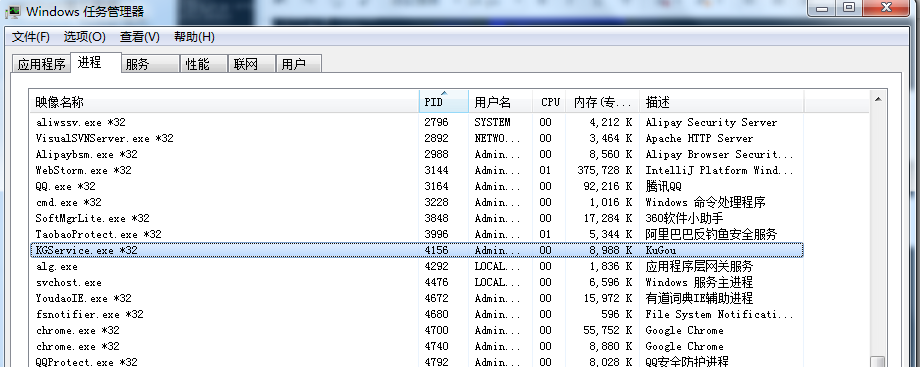 Windows 任务管理器
文件(F) 选项(O) 查看(V) 帮助(H)
应用程序 进程 服务 性能 联网 用户
映像名称 PID 用户名 CPU 内存(专... 描述
aliwssv.exe *32 2796 SYSTEM 00 4,212 K Alipay Security Server
VisualSVNServer.exe *32 2892 NETWO... 00 3,464 K Apache HTTP Server
Alipaybsm.exe *32 2988 Admin... 00 8,560 K Alipay Browser Securit...
WebStorm.exe *32 3144 Admin... 01 375,728 K IntelliJ Platform Wind...
QQ.exe *32 3164 Admin... 00 92,216 K 腾讯QQ
cmd.exe *32 3228 Admin... 00 1,016 K Windows 命令处理程序
SoftMgrLite.exe *32 3848 Admin... 00 17,284 K 360软件小助手
TaobaoProtect.exe *32 3996 Admin... 01 5,344 K 阿里巴巴反钓鱼安全服务
KGService.exe *32 4156 Admin... 00 8,988 K KuGou
alg.exe 4292 LOCAL... 00 1,836 K 应用程序层网关服务
svchost.exe 4476 LOCAL... 00 6,596 K Windows 服务主进程
YoudaoIE.exe *32 4672 Admin... 00 15,972 K 有道词典IE辅助进程
fsnotifier.exe *32 4680 Admin... 00 596 K File System Notificati...
chrome.exe *32 4700 Admin... 00 55,752 K Google Chrome
chrome.exe *32 4740 Admin... 00 8,880 K Google Chrome
QQProtect.exe *32 4792 Admin... 00 8,028 K QQ安全防护进程